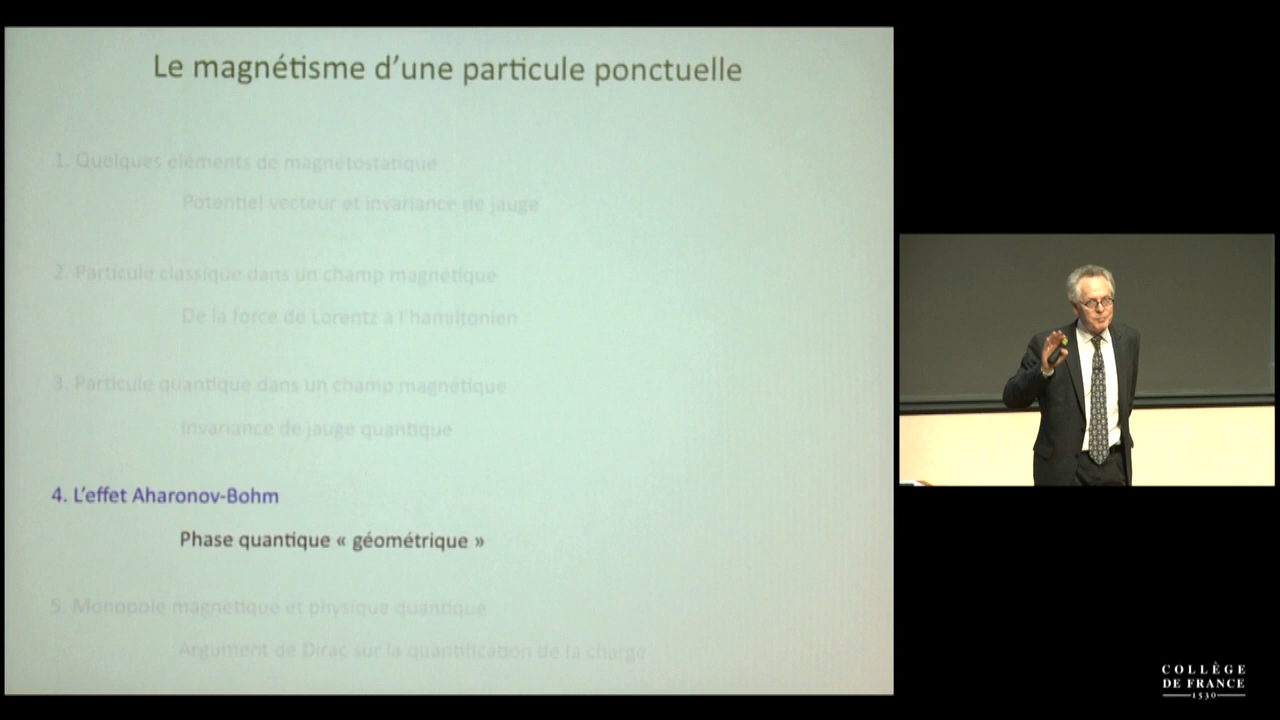 Le magnétisme d'une particule ponctuelle
1. Quelques éléments de magnétostatique
Potentiel vecteur et invariance de jauge
2. Particule classique dans un champ magnétique
De la force de Lorentz à l'hamiltonien
3. Particule quantique dans un champ magnétique
Invariance de jauge quantique
4. L'effet Aharonov-Bohm
Phase quantique « géométrique »
5. Monopole magnétique et physique quantique
Argument de Dirac sur la quantification de la charge
COLLÈGE
DE FRANCE
1530